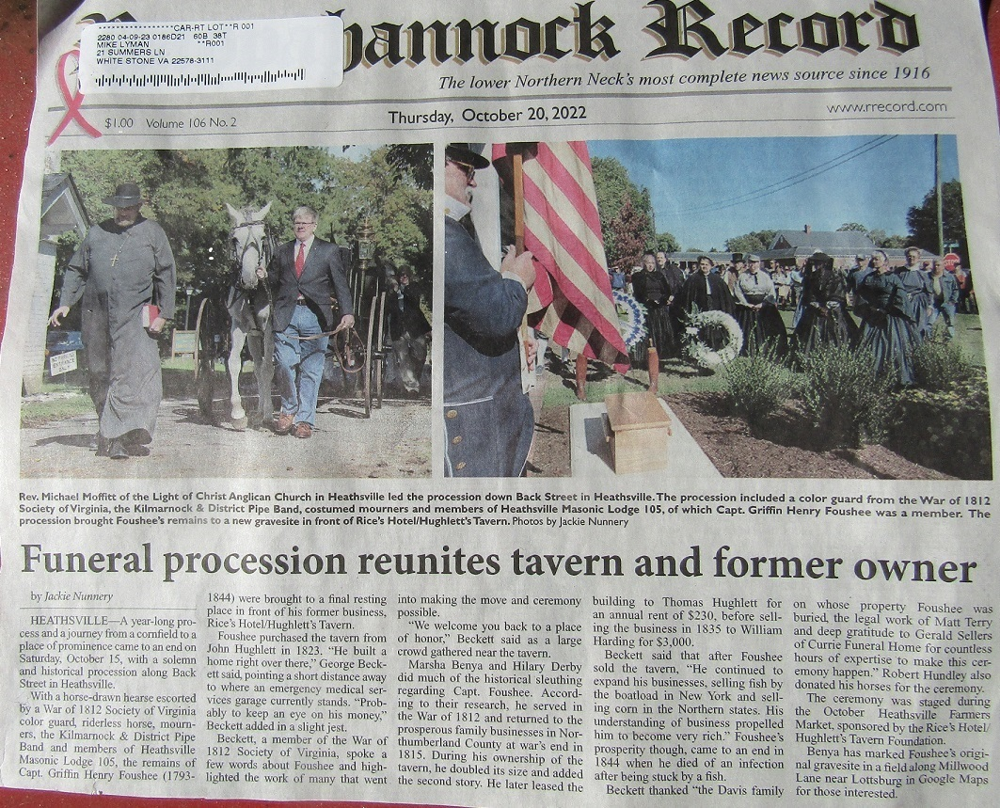 ***************CAR-RT LOT**R 001
2280 04-09-23 0186D21 60B 38T
MIKE LYMAN **R001
21 SUMMERS LN
WHITE STONE VA 22578-3111
hannock Record
The lower Northern Neck's most complete news source since 1916
$1.00 Volume 106 No. 2
Thursday, October 20, 2022
www.rrecord.com
Rev. Michael Moffitt of the Light of Christ Anglican Church in Heathsville led the procession down Back Street in Heathsville. The procession included a color guard from the War of 1812
Society of Virginia, the Kilmarnock & District Pipe Band, costumed mourners and members of Heathsville Masonic Lodge 105, of which Capt. Griffin Henry Foushee was a member. The
procession brought Foushee's remains to a new gravesite in front of Rice's Hotel/Hughlett's Tavern. Photos by Jackie Nunnery
Funeral procession reunites tavern and former owner
by Jackie Nunnery
HEATHSVILLE—A year-long pro-
cess and a journey from a cornfield to a
place of prominence came to an end on
Saturday, October 15, with a solemn
and historical procession along Back
Street in Heathsville.
With a horse-drawn hearse escorted
by a War of 1812 Society of Virginia
color guard, riderless horse, mourn-
ers, the Kilmarnock & District Pipe
Band and members of Heathsville
Masonic Lodge 105, the remains of
Capt. Griffin Henry Foushee (1793-
1844) were brought to a final resting
place in front of his former business,
Rice's Hotel/Hughlett's Tavern.
Foushee purchased the tavern from
John Hughlett in 1823. “He built a
home right over there,” George Beck-
ett said, pointing a short distance away
to where an emergency medical ser-
vices garage currently stands. “Prob-
ably to keep an eye on his money,”
Beckett added in a slight jest.
Beckett, a member of the War of
1812 Society of Virginia, spoke a
few words about Foushee and high-
lighted the work of many that went
into making the move and ceremony
possible.
“We welcome you back to a place
of honor,” Beckett said as a large
crowd gathered near the tavern.
Marsha Benya and Hilary Derby
did much of the historical sleuthing
regarding Capt. Foushee. Accord-
ing to their research, he served in
the War of 1812 and returned to the
prosperous family businesses in Nor-
thumberland County at war's end in
1815. During his ownership of the
tavern, he doubled its size and added
the second story. He later leased the
building to Thomas Hughlett for
an annual rent of $230, before sell-
ing the business in 1835 to William
Harding for $3,000.
Beckett said that after Foushee
sold the tavern, “He continued to
expand his businesses, selling fish by
the boatload in New York and sell-
ing corn in the Northern states. His
understanding of business propelled
him to become very rich.” Foushee's
prosperity though, came to an end in
1844 when he died of an infection
after being stuck by a fish.
Beckett thanked “the Davis family
on whose property Foushee was
buried, the legal work of Matt Terry
and deep gratitude to Gerald Sellers
of Currie Funeral Home for countless
hours of expertise to make this cer-
emony happen.” Robert Hundley also
donated his horses for the ceremony.
The ceremony was staged during
the October Heathsville Farmers
Market, sponsored by the Rice's Hotel/
Hughlett's Tavern Foundation.
Benya has marked Foushee's origi-
nal gravesite in a field along Millwood
Lane near Lottsburg in Google Maps
for those interested.